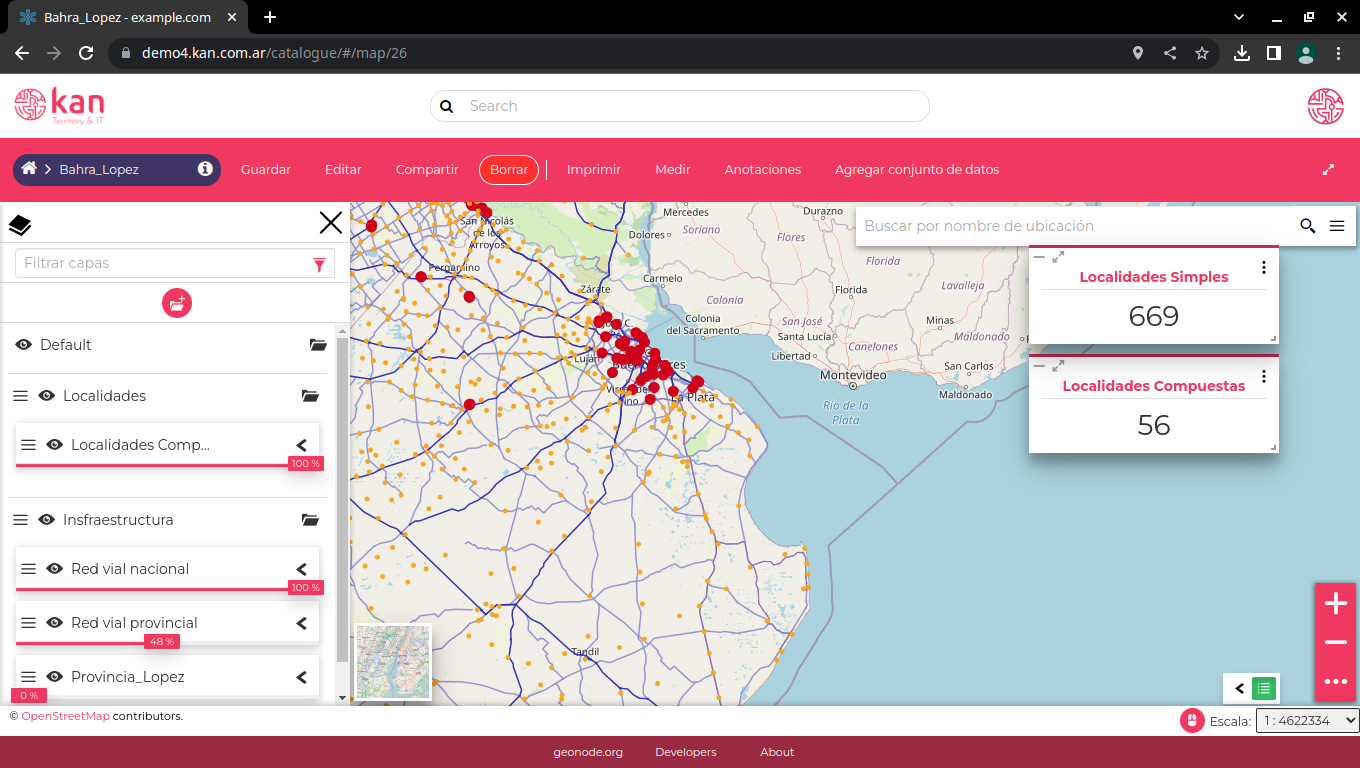 Bahra_Lopez - example.com
demo4.kan.com.ar/catalogue/#/map/26
kan
Territory & IT
Search
Bahra_Lopez
Guardar
Editar
Compartir
Borrar
Imprimir
Medir
Anotaciones
Agregar conjunto de datos
Buscar por nombre de ubicación
Filtrar capas
Default
Localidades
Localidades Comp...
100 %
Insfraestructura
Red vial nacional
100 %
Red vial provincial
48 %
Provincia_Lopez
0 %
San Nicolás
de los
Arroyos
Pergamino
Mercedes
Soriano
Dolores
Durazno
Flores
Florida
Carmelo
Zárate
Colonia
Florida
Lavalleja
Colonia
del Sacramento
San José
Santa Lucía
Canelones
Minas
Maldonado
Libertad
Luján
San Carlos
Montevideo
Maldonado
La Plata
Río de la
Plata
Tandil
Localidades Simples
669
Localidades Compuestas
56
© OpenStreetMap contributors.
Escala:
1 : 4622334
geonode.org
Developers
About